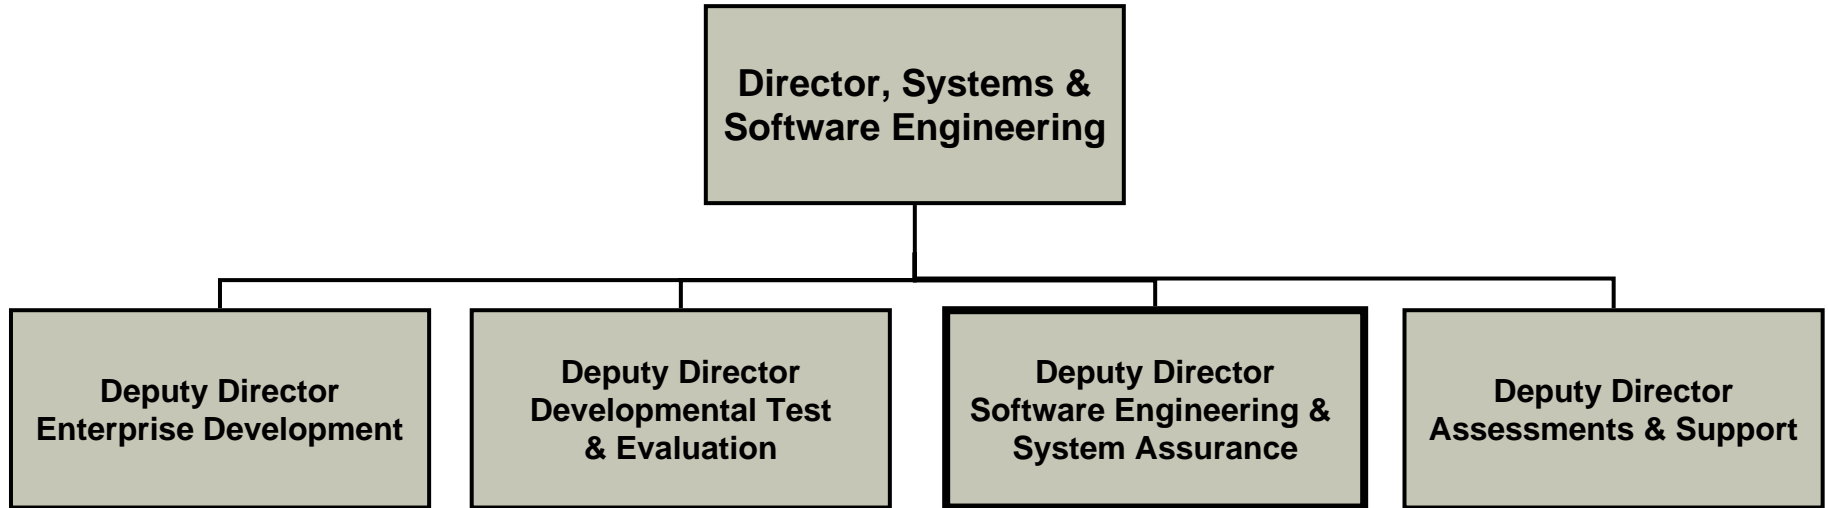 Director, Systems &
Software Engineering
Deputy Director
Enterprise Development
Deputy Director
Developmental Test
& Evaluation
Deputy Director
Software Engineering &
System Assurance
Deputy Director
Assessments & Support